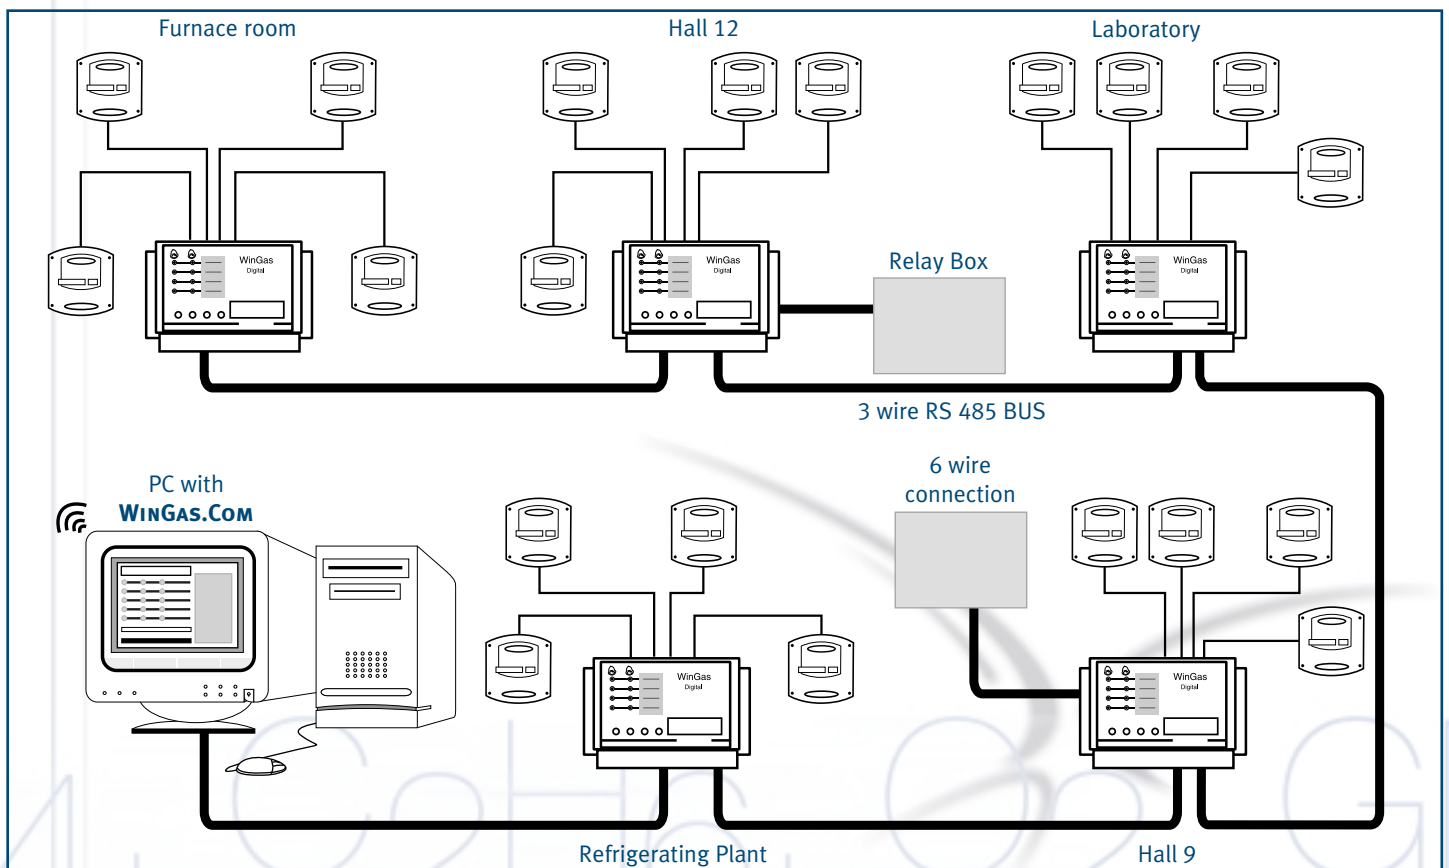 Furnace room
Hall 12
Laboratory
WinGas
Digital
WinGas
Digital
Relay Box
WinGas
Digital
3 wire RS 485 BUS
PC with
WINGAS.COM
6 wire
connection
WinGas
Digital
WinGas
Digital
Refrigerating Plant
Hall 9